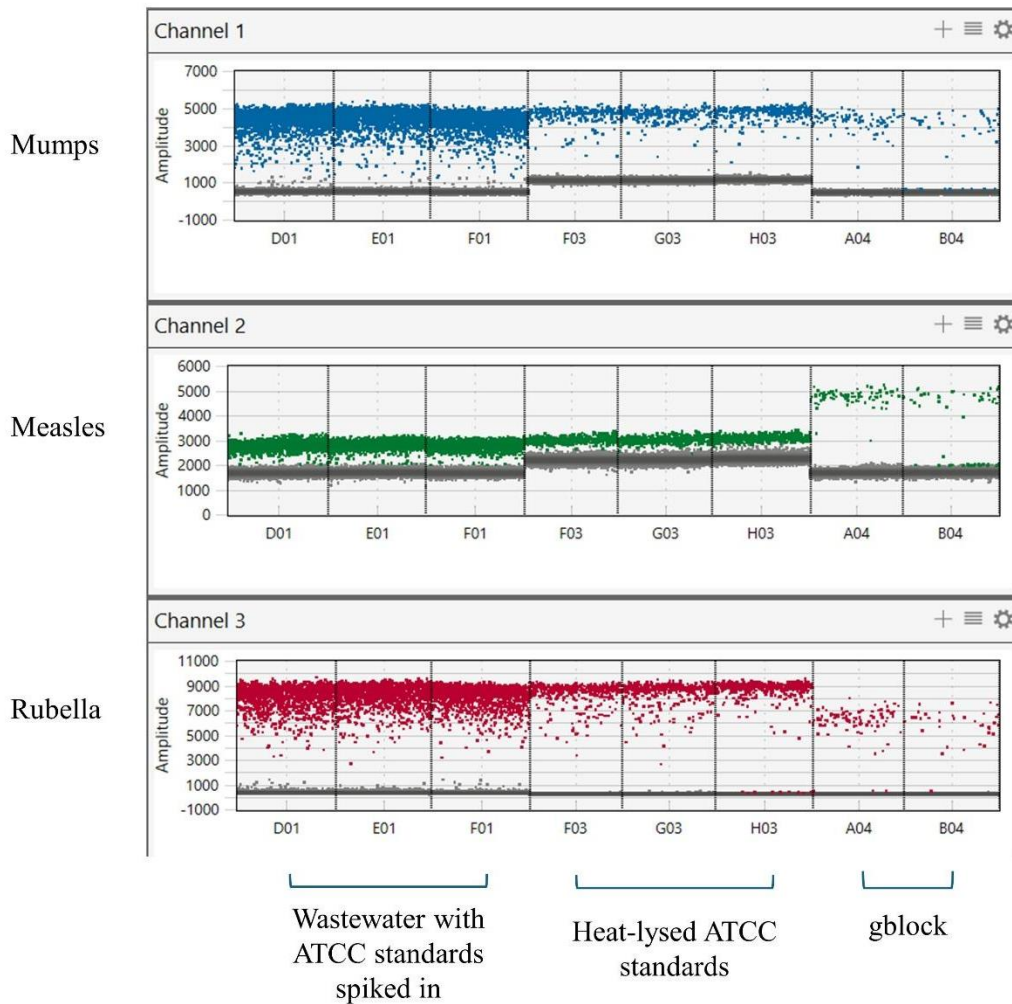 Channel 1
Mumps
Amplitude
7000
5000
3000
1000
-1000
D01 E01 F01 F03 G03 H03 A04 B04
Channel 2
Measles
Amplitude
6000
5000
4000
3000
2000
1000
0
D01 E01 F01 F03 G03 H03 A04 B04
Channel 3
Rubella
Amplitude
11000
9000
7000
5000
3000
1000
-1000
D01 E01 F01 F03 G03 H03 A04 B04
Wastewater with
ATCC standards
spiked in
Heat-lysed ATCC
standards
gblock